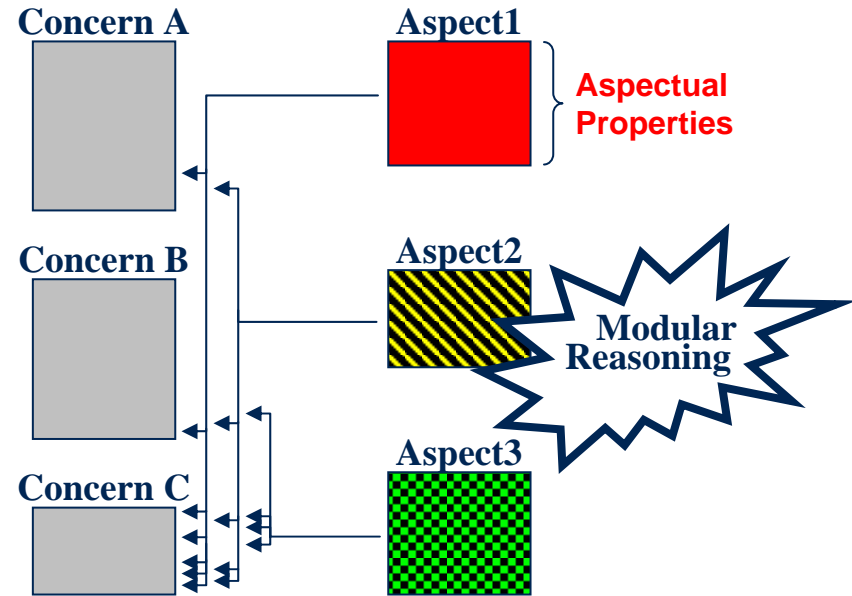 Concern A
Aspect1
Aspectual
Properties
Concern B
Aspect2
Modular
Reasoning
Concern C
Aspect3